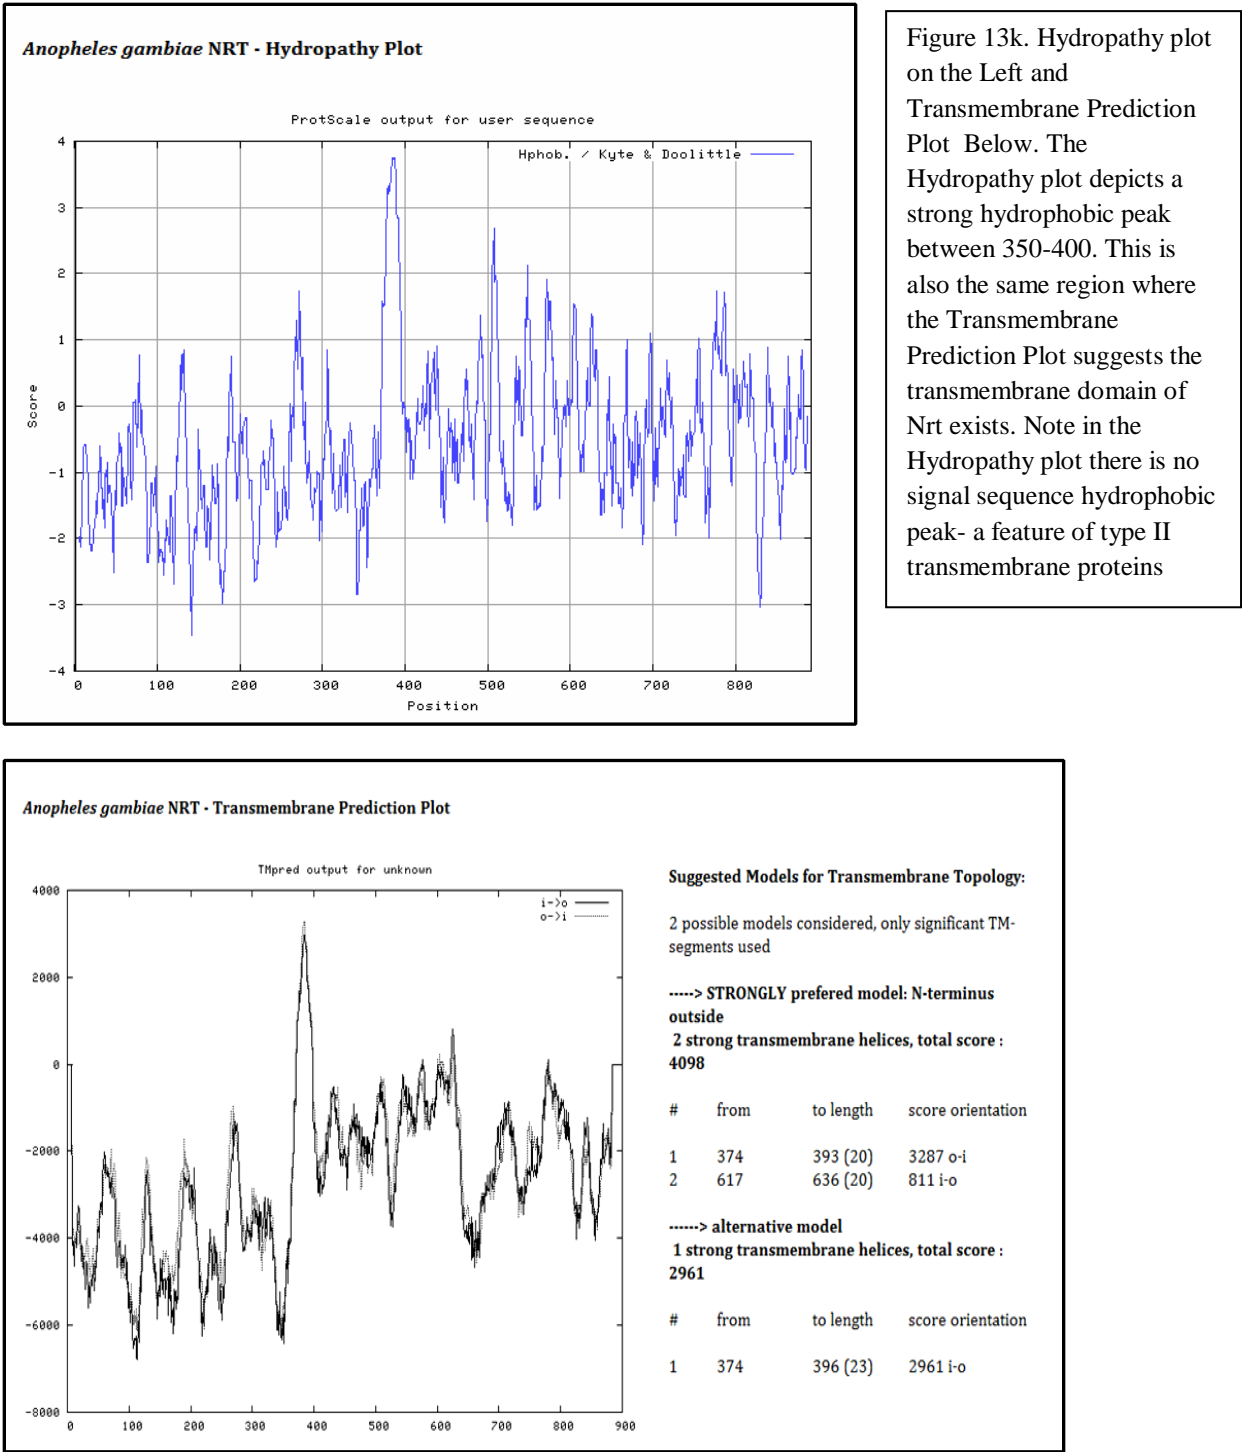 Anopheles gambiae NRT - Hydropathy Plot
ProtScale output for user sequence
Hphob. / Kyte & Doolittle
4
3
2
1
0
-1
-2
-3
-4
Score
0 100 200 300 400 500 600 700 800
Position
Figure 13k. Hydropathy plot
on the Left and
Transmembrane Prediction
Plot Below. The
Hydropathy plot depicts a
strong hydrophobic peak
between 350-400. This is
also the same region where
the Transmembrane
Prediction Plot suggests the
transmembrane domain of
Nrt exists. Note in the
Hydropathy plot there is no
signal sequence hydrophobic
peak- a feature of type II
transmembrane proteins
Anopheles gambiae NRT - Transmembrane Prediction Plot
TMpred output for unknown
i->o
o->i
4000
2000
0
-2000
-4000
-6000
-8000
0 100 200 300 400 500 600 700 800 900
Suggested Models for Transmembrane Topology:
2 possible models considered, only significant TM-
segments used
-----> STRONGLY prefered model: N-terminus
outside
2 strong transmembrane helices, total score :
4098
# from to length score orientation
1 374 393 (20) 3287 o-i
2 617 636 (20) 811 i-o
------> alternative model
1 strong transmembrane helices, total score :
2961
# from to length score orientation
1 374 396 (23) 2961 i-o